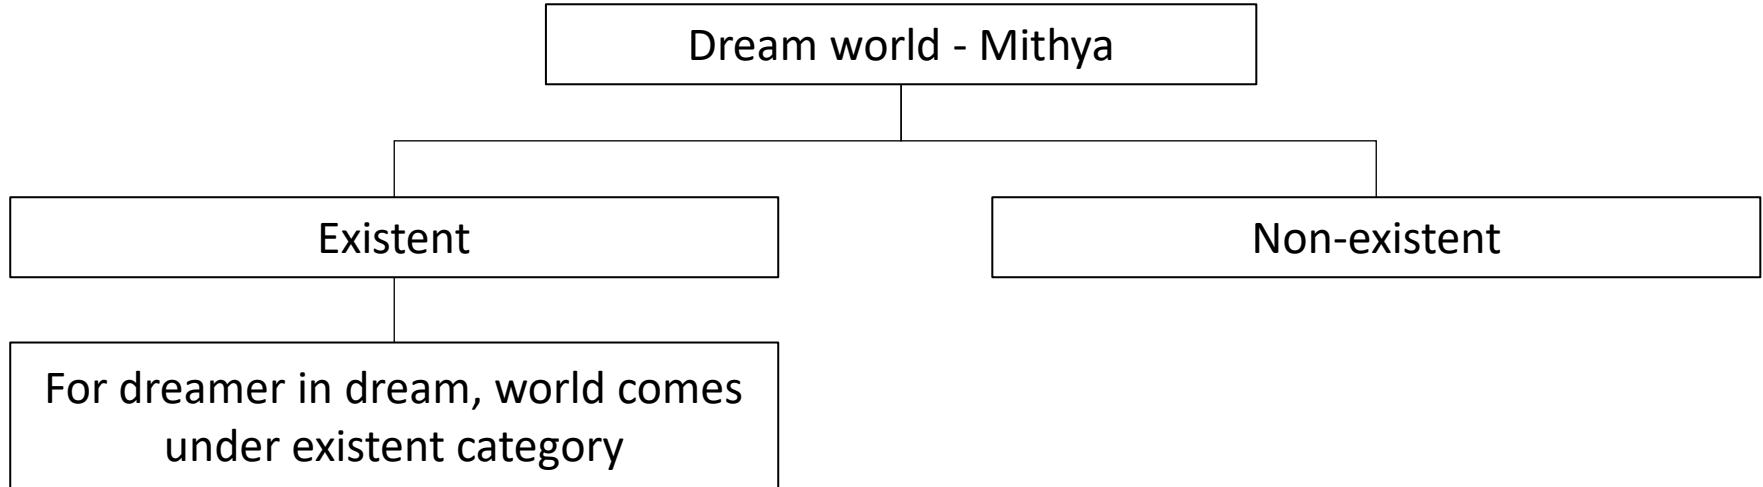 Dream world - Mithya
Existent
Non-existent
For dreamer in dream, world comes
under existent category